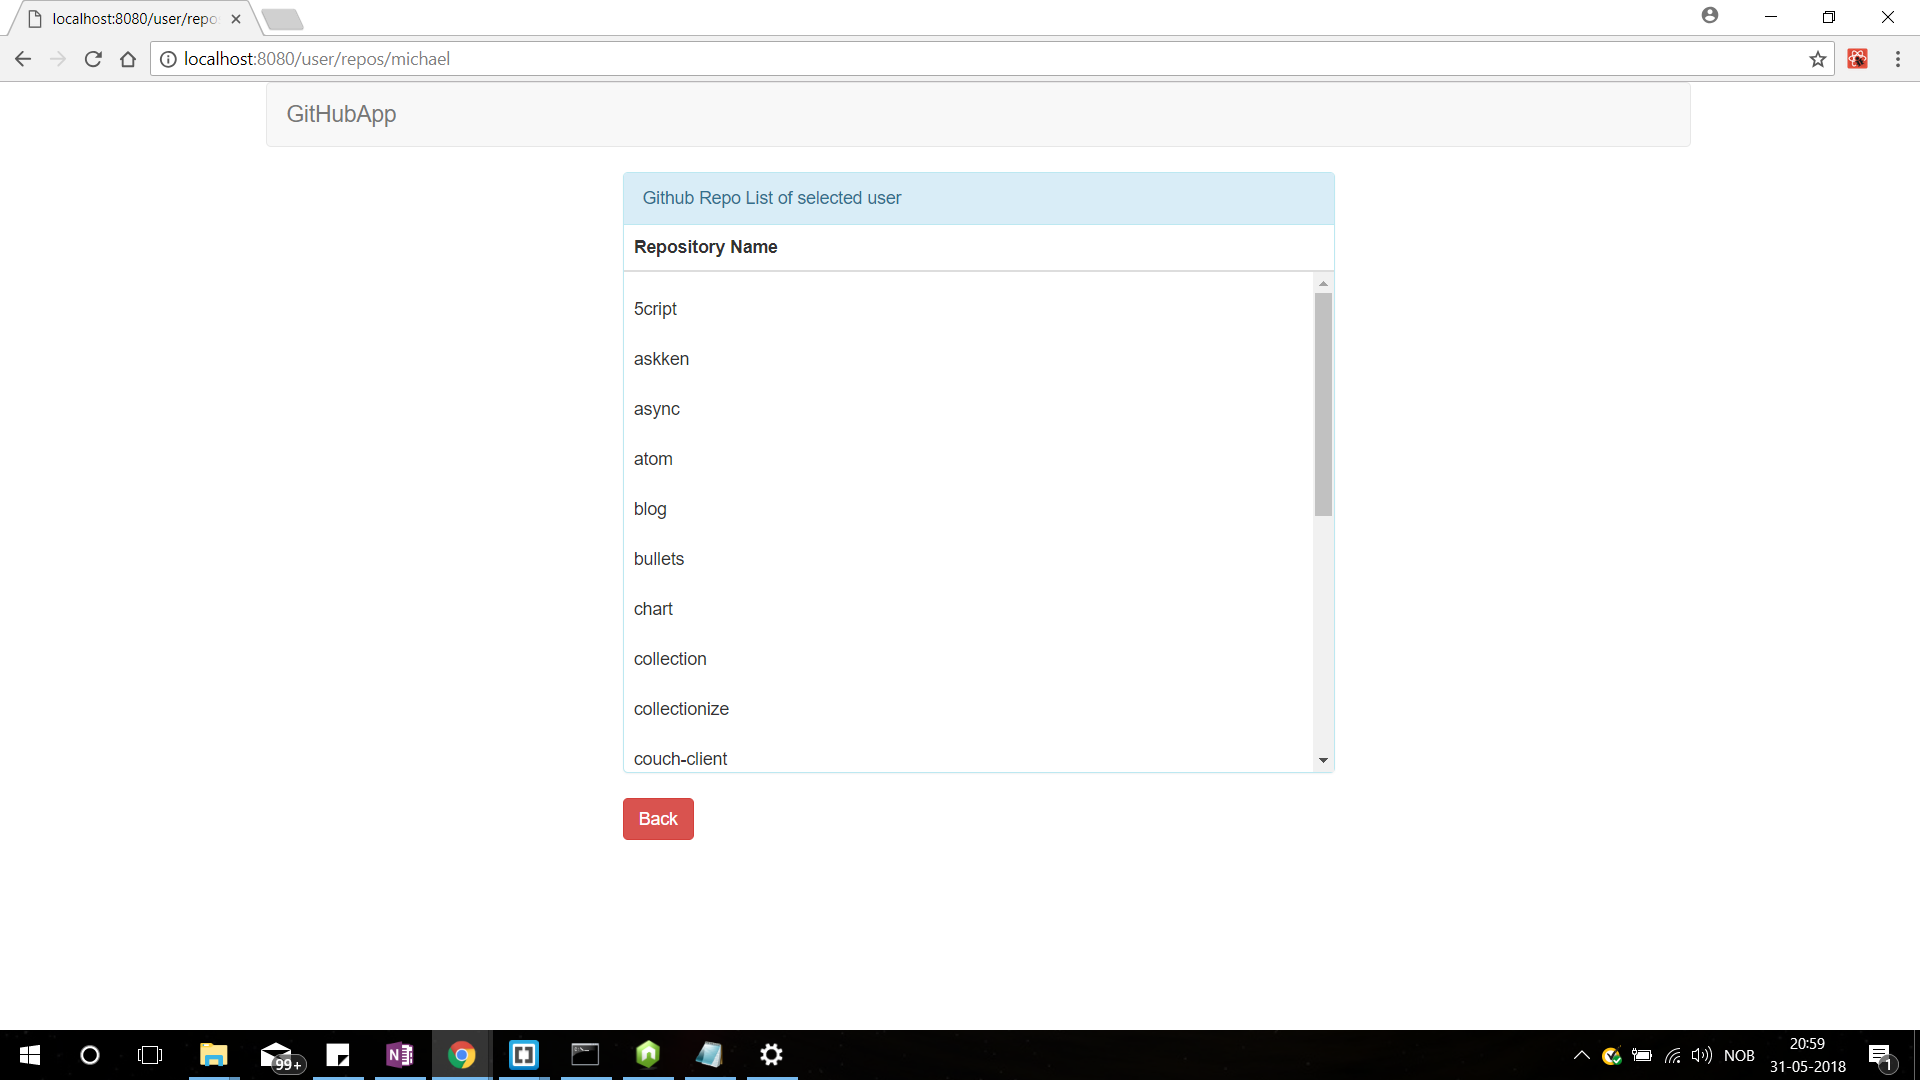 localhost:8080/user/repo
localhost:8080/user/repos/michael
GitHubApp
Github Repo List of selected user
Repository Name
5cript
askken
async
atom
blog
bullets
chart
collection
collectionize
couch-client
Back
99+
N
NOB
20:59
31-05-2018
1